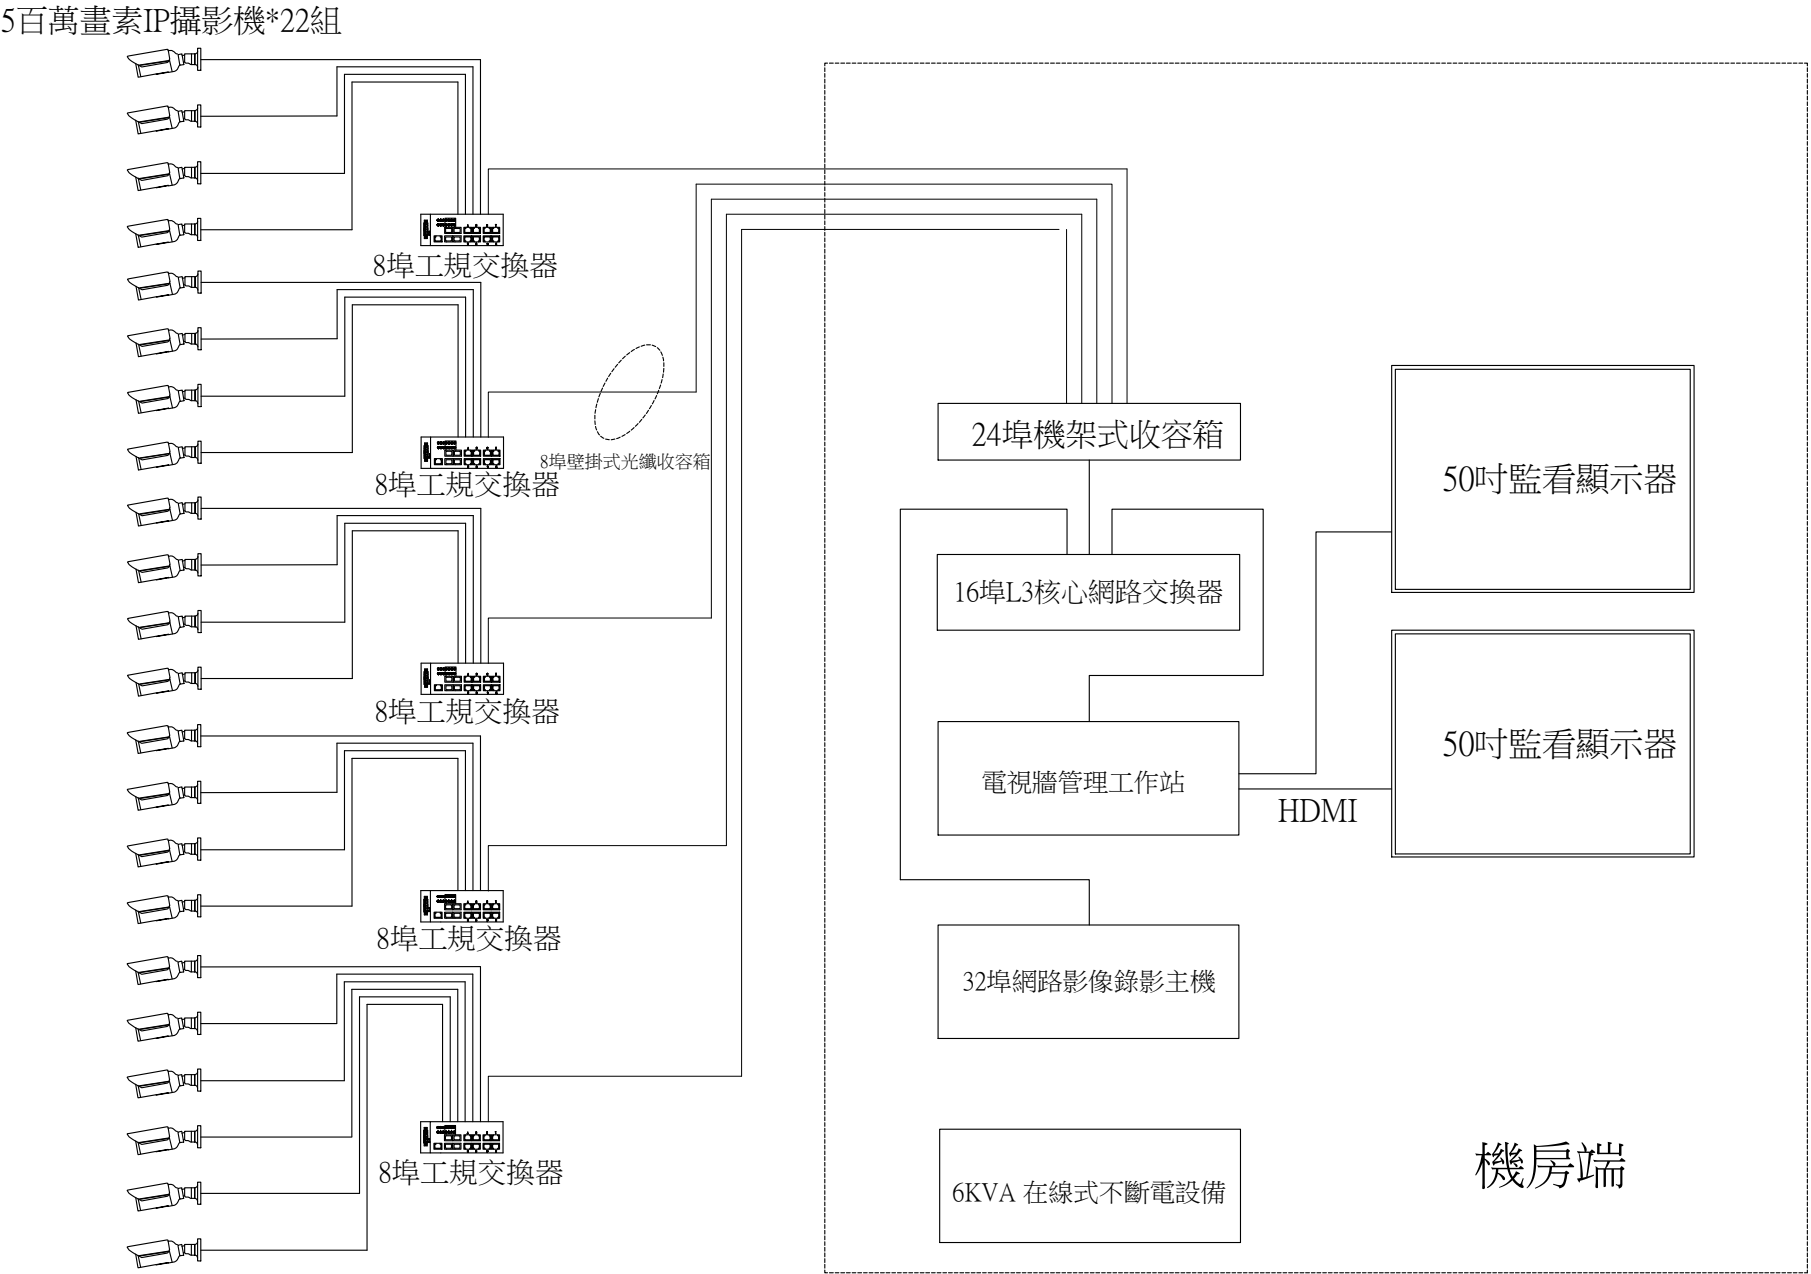 5百萬畫素IP攝影機*22組
8埠工規交換器
8埠工規交換器
8埠壁掛式光纖收容箱
8埠工規交換器
8埠工規交換器
8埠工規交換器
24埠機架式收容箱
16埠L3核心網路交換器
電視牆管理工作站
HDMI
32埠網路影像錄影主機
6KVA 在線式不斷電設備
50吋監看顯示器
50吋監看顯示器
機房端